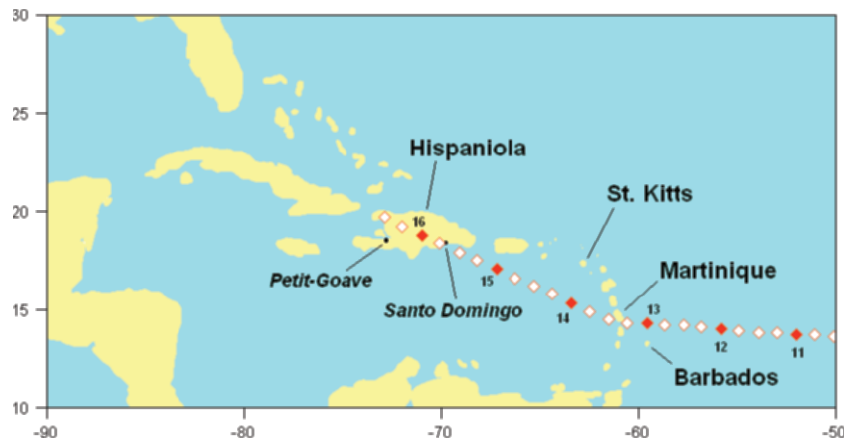 30
25
20
15
10
-90
-80
-70
-60
-50
Hispaniola
St. Kitts
16
Petit-Goave
15
Martinique
Santo Domingo
14
13
12
11
Barbados